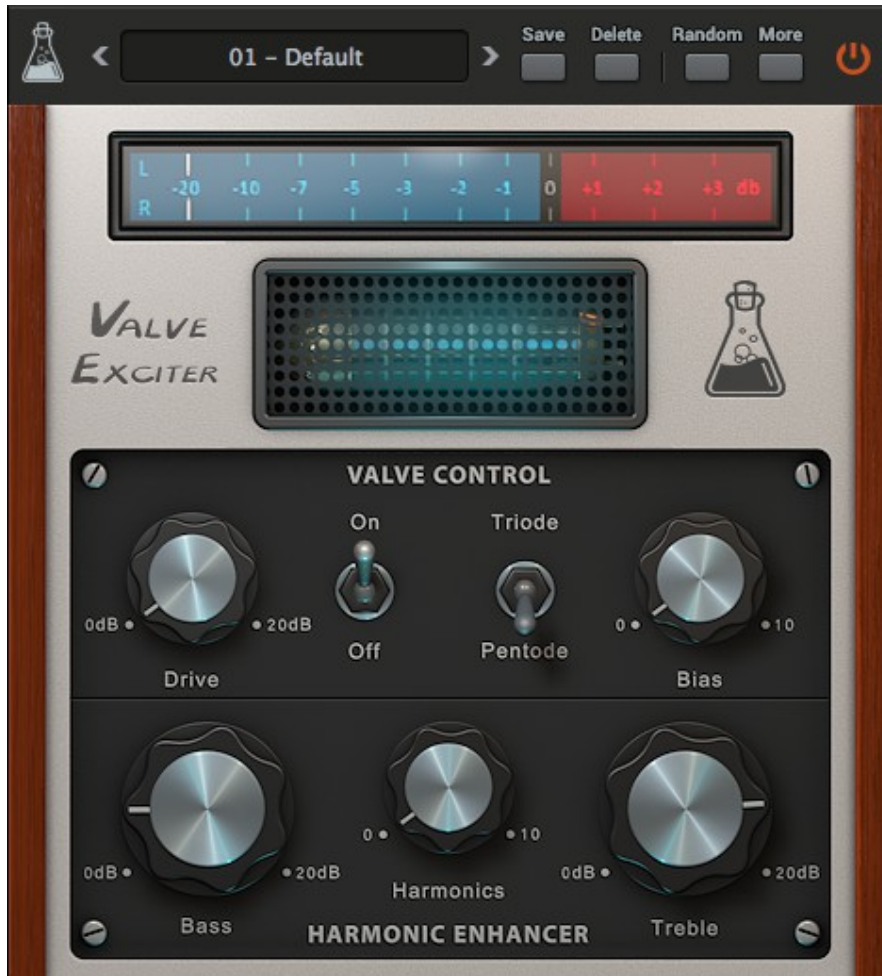 Save Delete Random More
01 – Default
L
-20 -10 -7 -5 -3 -2 -1 0 +1 +2 +3 db
R
VALVE
EXCITER
VALVE CONTROL
On Triode
0dB 20dB 0 10
Off Pentode
Drive Bias
0 10
0dB 20dB 0dB 20dB
Harmonics
Bass Treble
HARMONIC ENHANCER